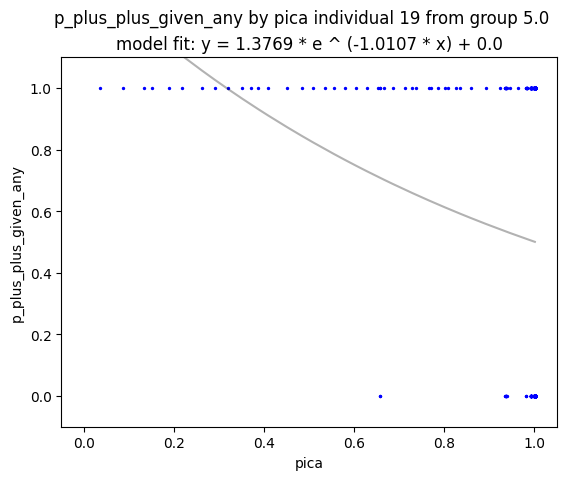 p_plus_plus_given_any by pica individual 19 from group 5.0
model fit: y = 1.3769 * e ^ (-1.0107 * x) + 0.0
p_plus_plus_given_any
1.0
0.8
0.6
0.4
0.2
0.0
0.0 0.2 0.4 0.6 0.8 1.0
pica